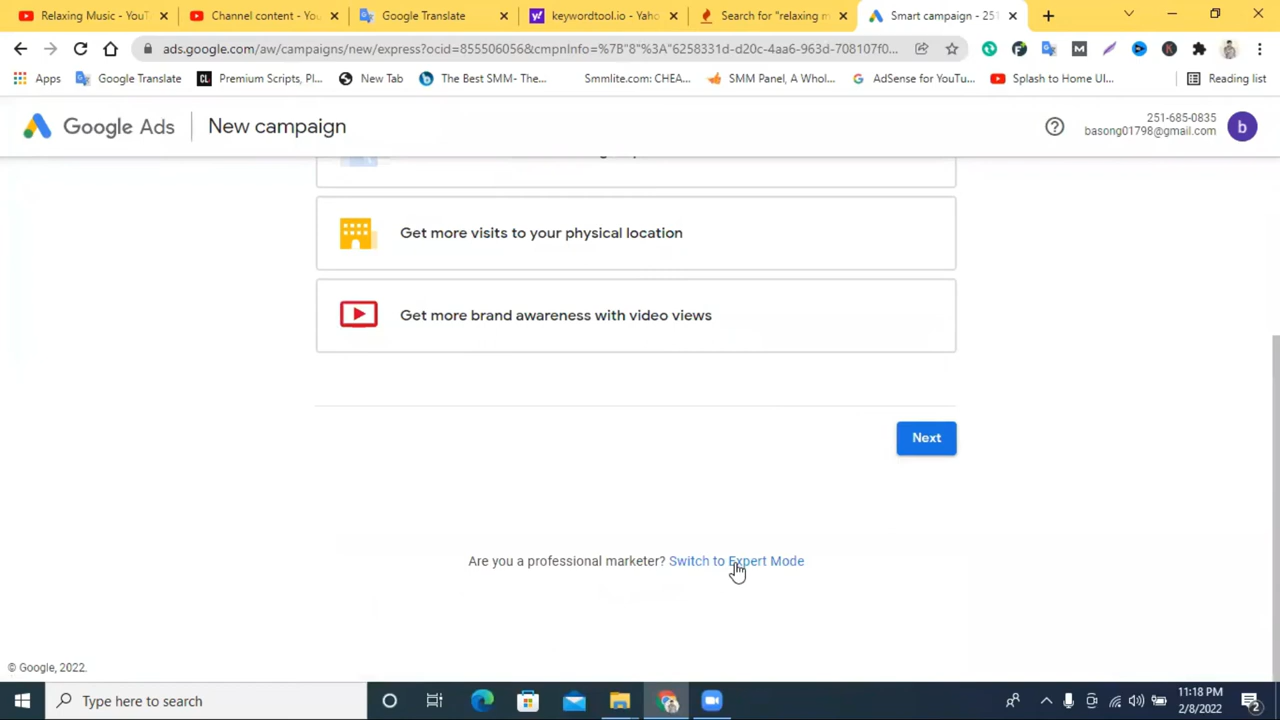 Relaxing Music - YouT
Channel content - You
Google Translate
keywordtool.io - Yaho
Search for "relaxing m
Smart campaign - 251
ads.google.com/aw/campaigns/new/express?ocid=855506056&cmpnInfo=%7B"8"%3A"6258331d-d20c-4aa6-963d-708107f0...
Apps
Google Translate
Premium Scripts, Pl...
New Tab
The Best SMM- The...
Smmlite.com: CHEA...
SMM Panel, A Whol...
AdSense for YouTu...
Splash to Home UI...
Reading list
Google Ads
New campaign
251-685-0835
basong01798@gmail.com
b
Get more visits to your physical location
Get more brand awareness with video views
Next
Are you a professional marketer? Switch to Expert Mode
© Google, 2022.
Type here to search
11:18 PM
2/8/2022
2